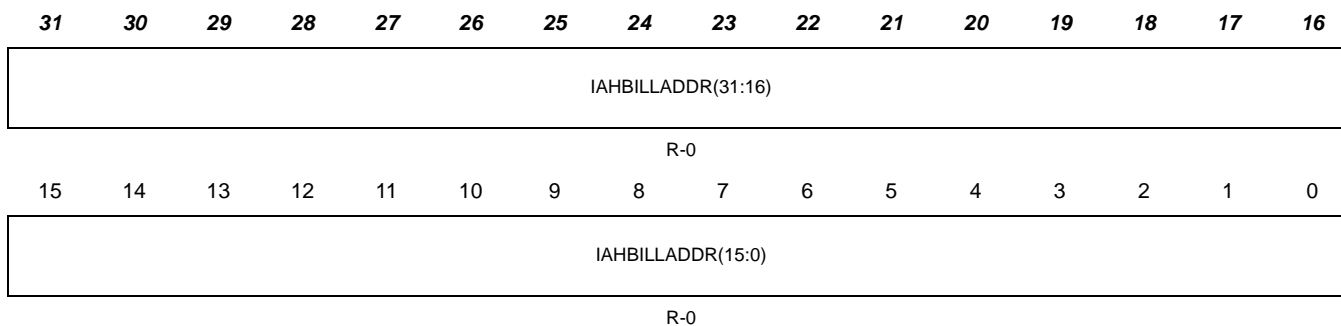 31 30 29 28 27 26 25 24 23 22 21 20 19 18 17 16
IAHBILLADDR(31:16)
R-0
15 14 13 12 11 10 9 8 7 6 5 4 3 2 1 0
IAHBILLADDR(15:0)
R-0